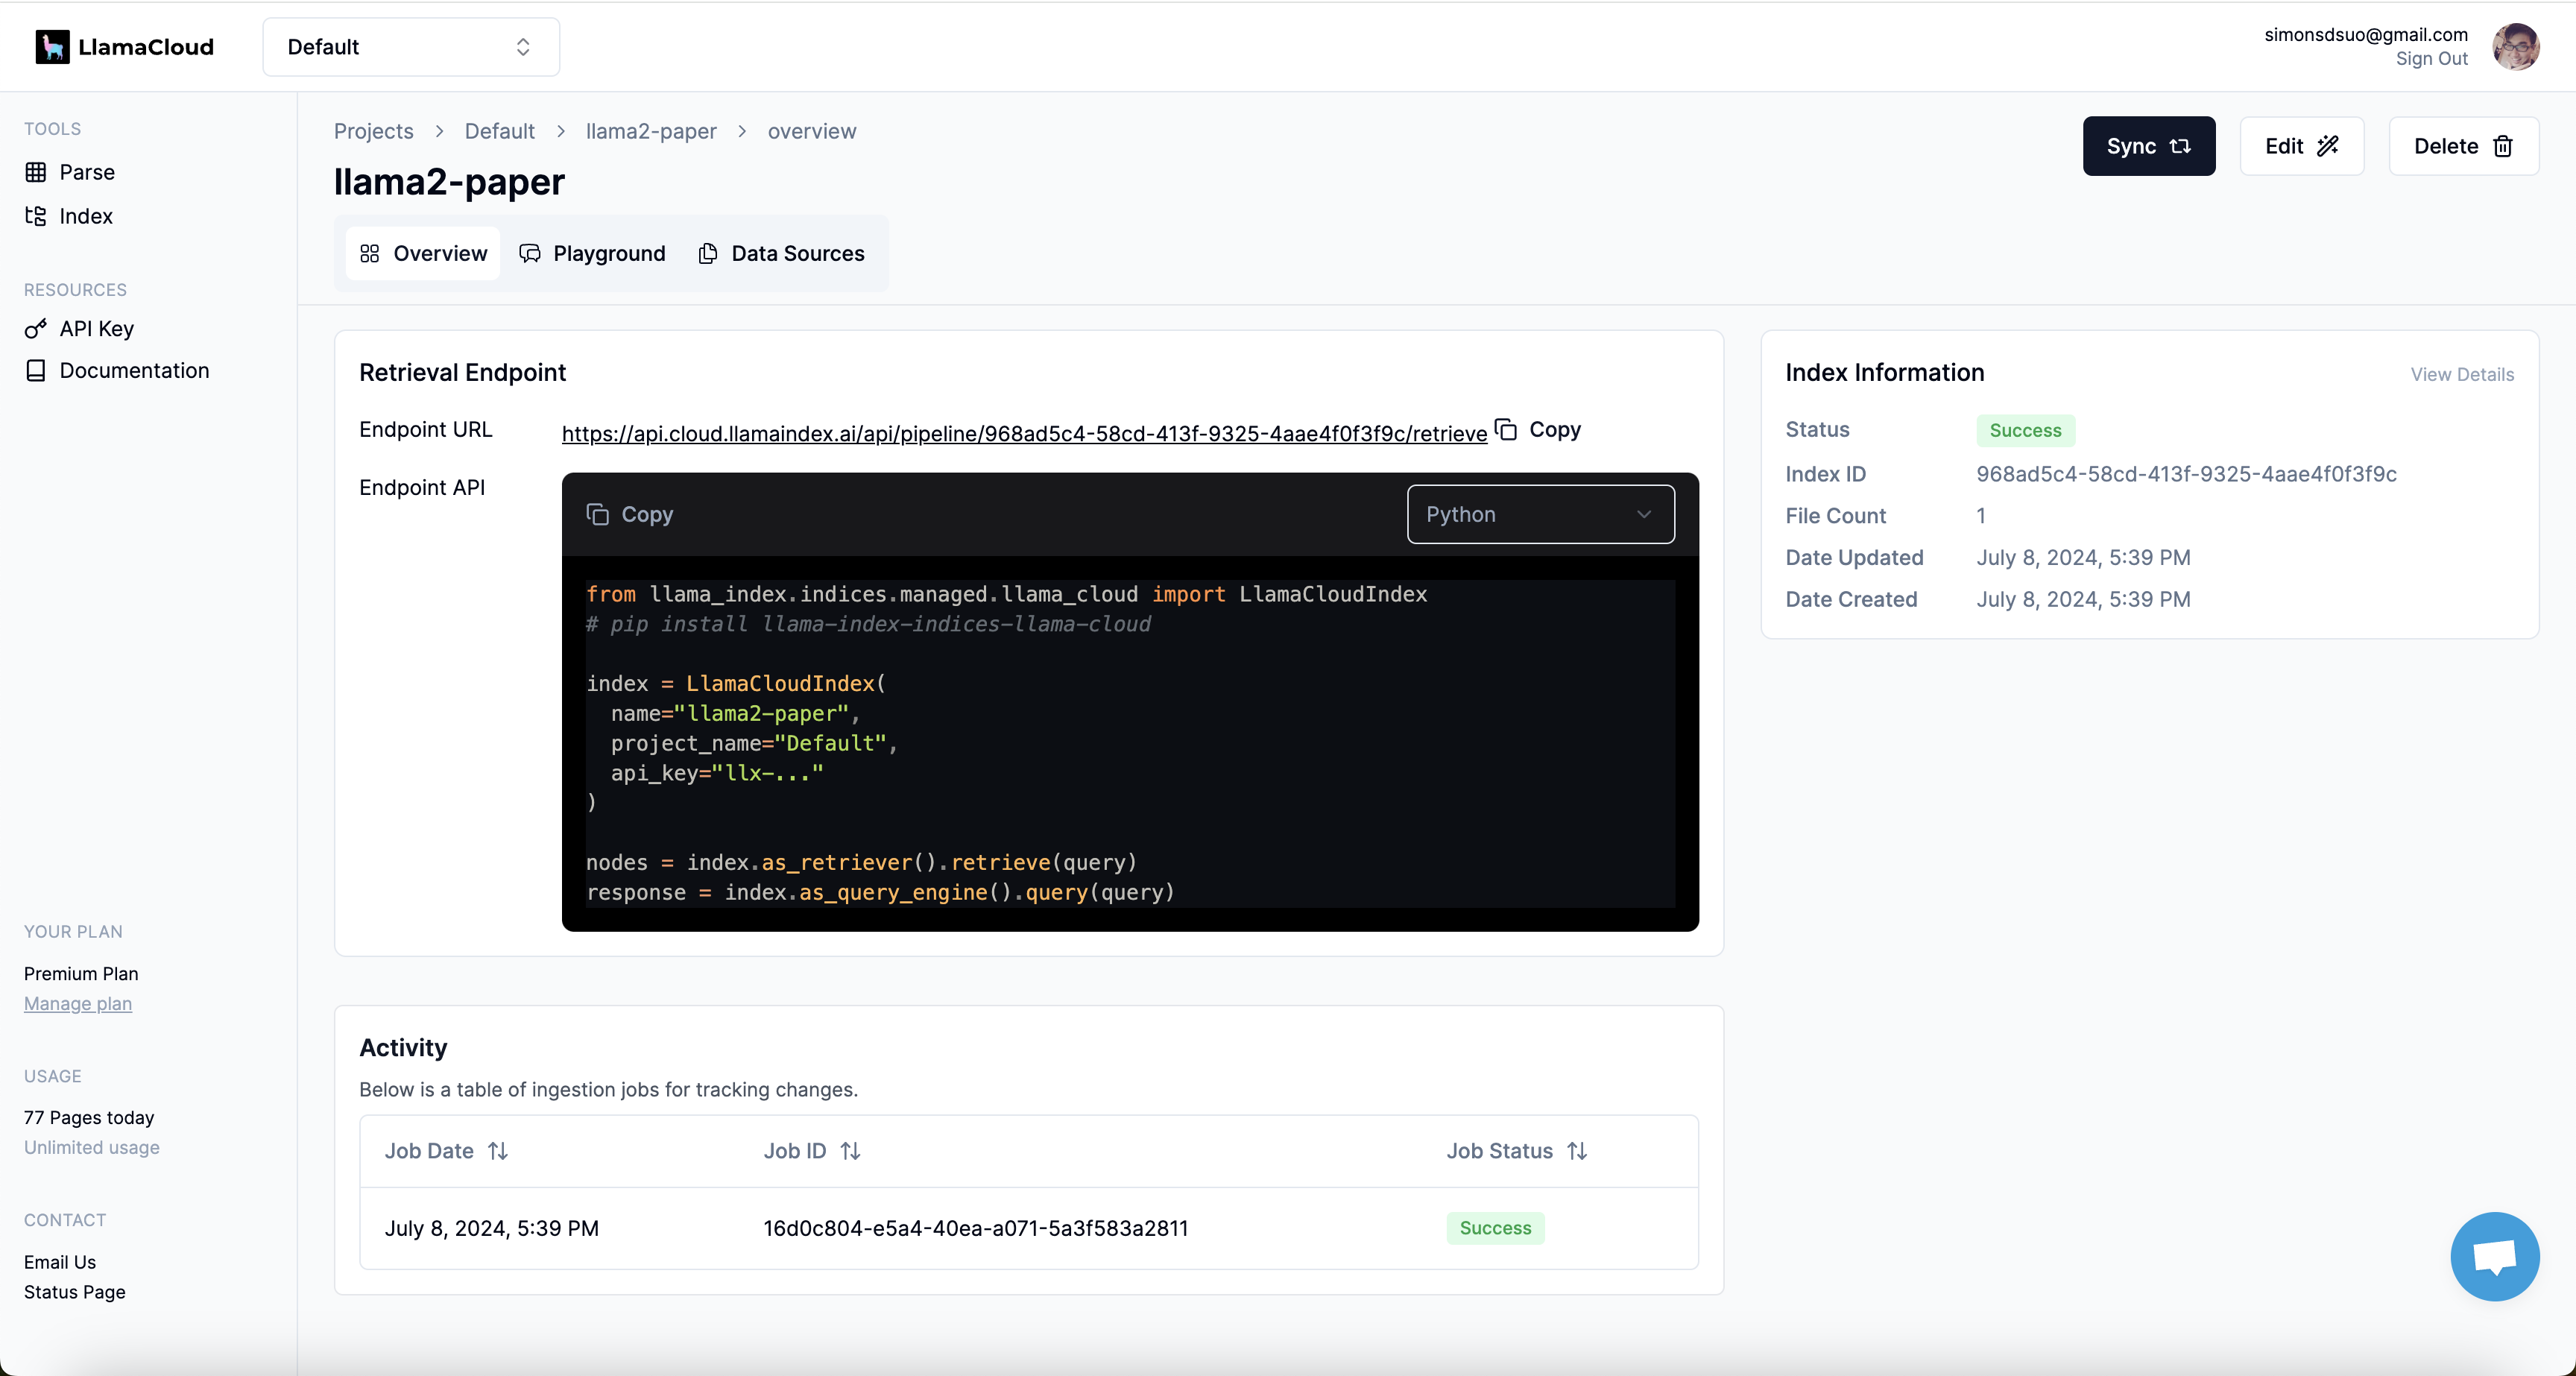 LlamaCloud
Default
simonsdsuo@gmail.com
Sign Out
TOOLS
Parse
Index
RESOURCES
API Key
Documentation
YOUR PLAN
Premium Plan
Manage plan
USAGE
77 Pages today
Unlimited usage
CONTACT
Email Us
Status Page
Projects > Default > llama2-paper > overview
llama2-paper
Sync
Edit
Delete
Overview
Playground
Data Sources
Retrieval Endpoint
Endpoint URL
https://api.cloud.llamaindex.ai/api/pipeline/968ad5c4-58cd-413f-9325-4aae4f0f3f9c/retrieve
Copy
Endpoint API
Copy
Python
from llama_index.indices.managed.llama_cloud import LlamaCloudIndex
# pip install llama-index-indices-llama-cloud
index = LlamaCloudIndex(
  name="llama2-paper",
  project_name="Default",
  api_key="llx-..."
)
nodes = index.as_retriever().retrieve(query)
response = index.as_query_engine().query(query)
Index Information
View Details
Status Success
Index ID 968ad5c4-58cd-413f-9325-4aae4f0f3f9c
File Count 1
Date Updated July 8, 2024, 5:39 PM
Date Created July 8, 2024, 5:39 PM
Activity
Below is a table of ingestion jobs for tracking changes.
Job Date Job ID Job Status
July 8, 2024, 5:39 PM 16d0c804-e5a4-40ea-a071-5a3f583a2811 Success